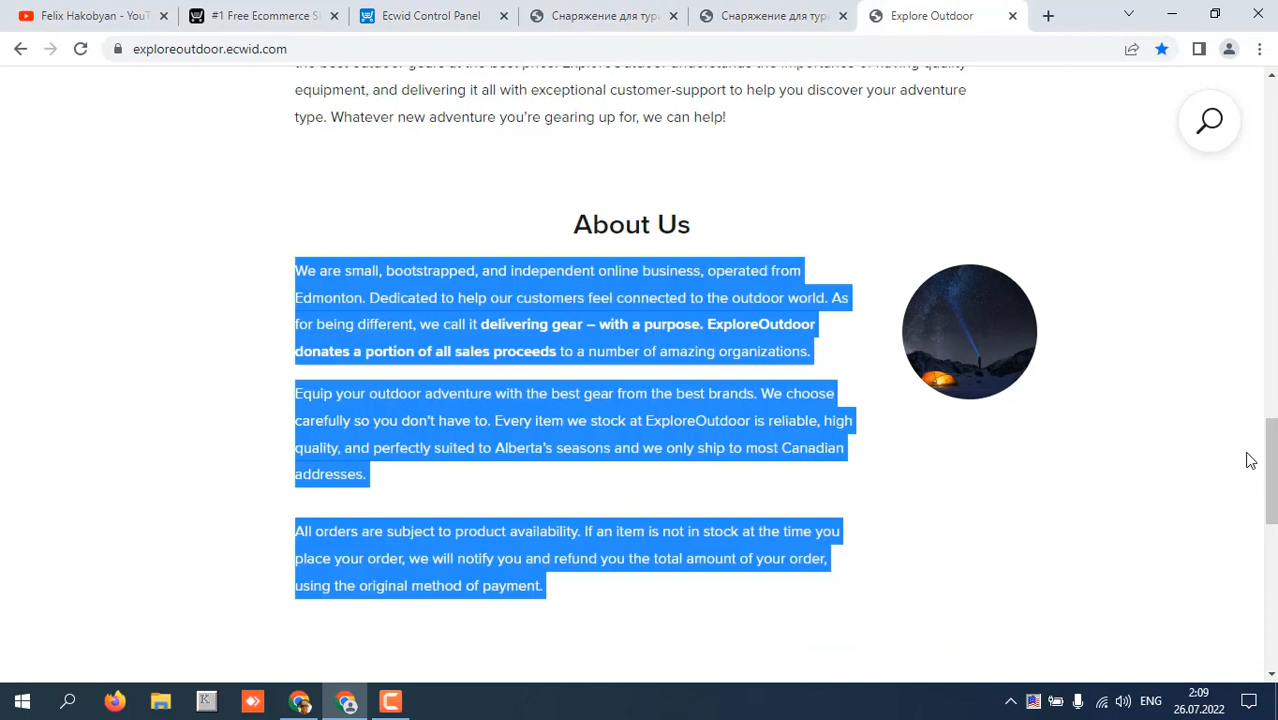 Felix Hakobyan - YouT
#1 Free Ecommerce S
Ecwid Control Panel
Снаряжение для тури
Снаряжение для тури
Explore Outdoor
exploreoutdoor.ecwid.com
equipment, and delivering it all with exceptional customer-support to help you discover your adventure
type. Whatever new adventure you're gearing up for, we can help!
About Us
We are small, bootstrapped, and independent online business, operated from
Edmonton. Dedicated to help our customers feel connected to the outdoor world. As
for being different, we call it delivering gear – with a purpose. ExploreOutdoor
donates a portion of all sales proceeds to a number of amazing organizations.
Equip your outdoor adventure with the best gear from the best brands. We choose
carefully so you don't have to. Every item we stock at ExploreOutdoor is reliable, high
quality, and perfectly suited to Alberta's seasons and we only ship to most Canadian
addresses.
All orders are subject to product availability. If an item is not in stock at the time you
place your order, we will notify you and refund you the total amount of your order,
using the original method of payment.
ENG
2:09
26.07.2022